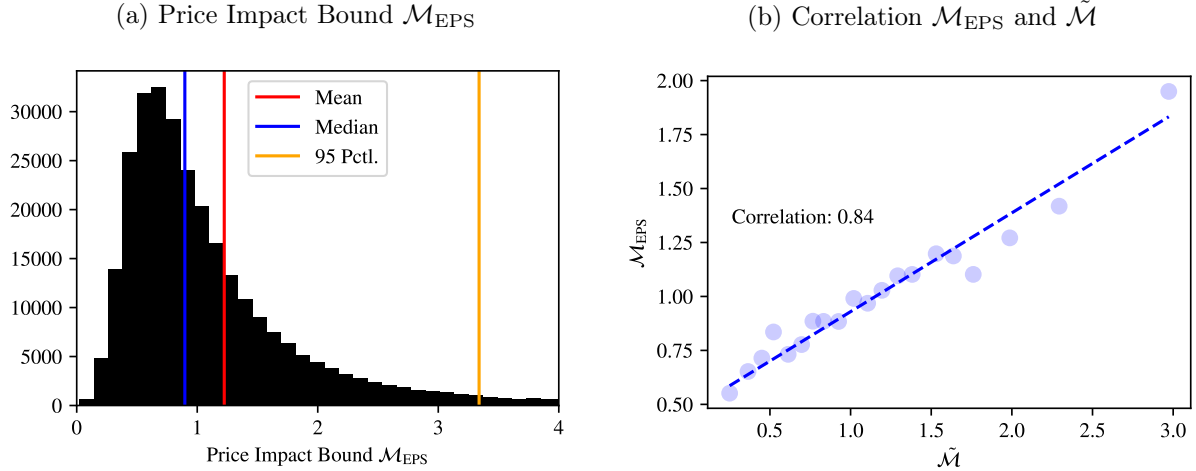 (a) Price Impact Bound ℳ_EPS
30000
25000
20000
15000
10000
5000
0
0 1 2 3 4
Mean
Median
95 Pctl.
Price Impact Bound ℳ_EPS
(b) Correlation ℳ_EPS and ℳ̃
2.00
1.75
1.50
1.25
1.00
0.75
0.50
ℳ_EPS
Correlation: 0.84
0.5 1.0 1.5 2.0 2.5 3.0
ℳ̃